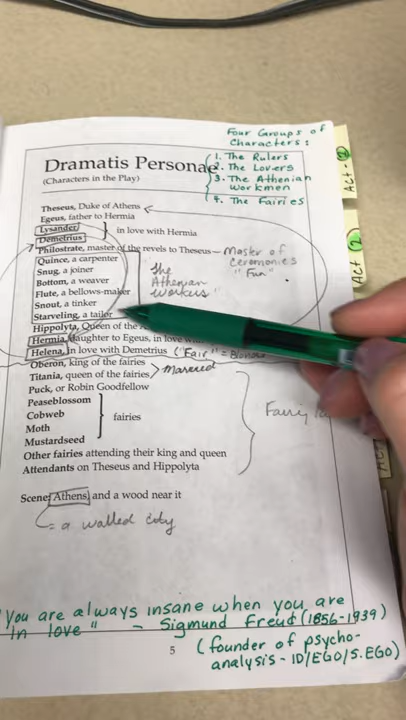 Four Groups of
Characters:
1. The Rulers
2. The Lovers
3. The Athenian
Workmen
4. The Fairies
Act - 2
Act 2
Dramatis Personae
(Characters in the Play)
Theseus, Duke of Athens
Egeus, father to Hermia
Lysander
Demetrius
in love with Hermia
Philostrate, master of the revels to Theseus - Master of
Ceremonies
"Fun"
Quince, a carpenter
Snug, a joiner
Bottom, a weaver
Flute, a bellows-maker
Snout, a tinker
Starveling, a tailor
the
Athenian
workers"
Hippolyta, Queen of the
Hermia, daughter to Egeus, in love
Helena, in love with Demetrius ("Fair" =
Oberon, king of the fairies
Titania, queen of the fairies
married
Puck, or Robin Goodfellow
Peaseblossom
Cobweb
Moth
Mustardseed
fairies
Other fairies attending their king and queen
Attendants on Theseus and Hippolyta
Fairy
Scene: Athens, and a wood near it
= a walled city
"You are always insane when you are
in love" - Sigmund Freud (1856-1939)
(founder of psycho-
analysis - ID/EGO/S.EGO)
5